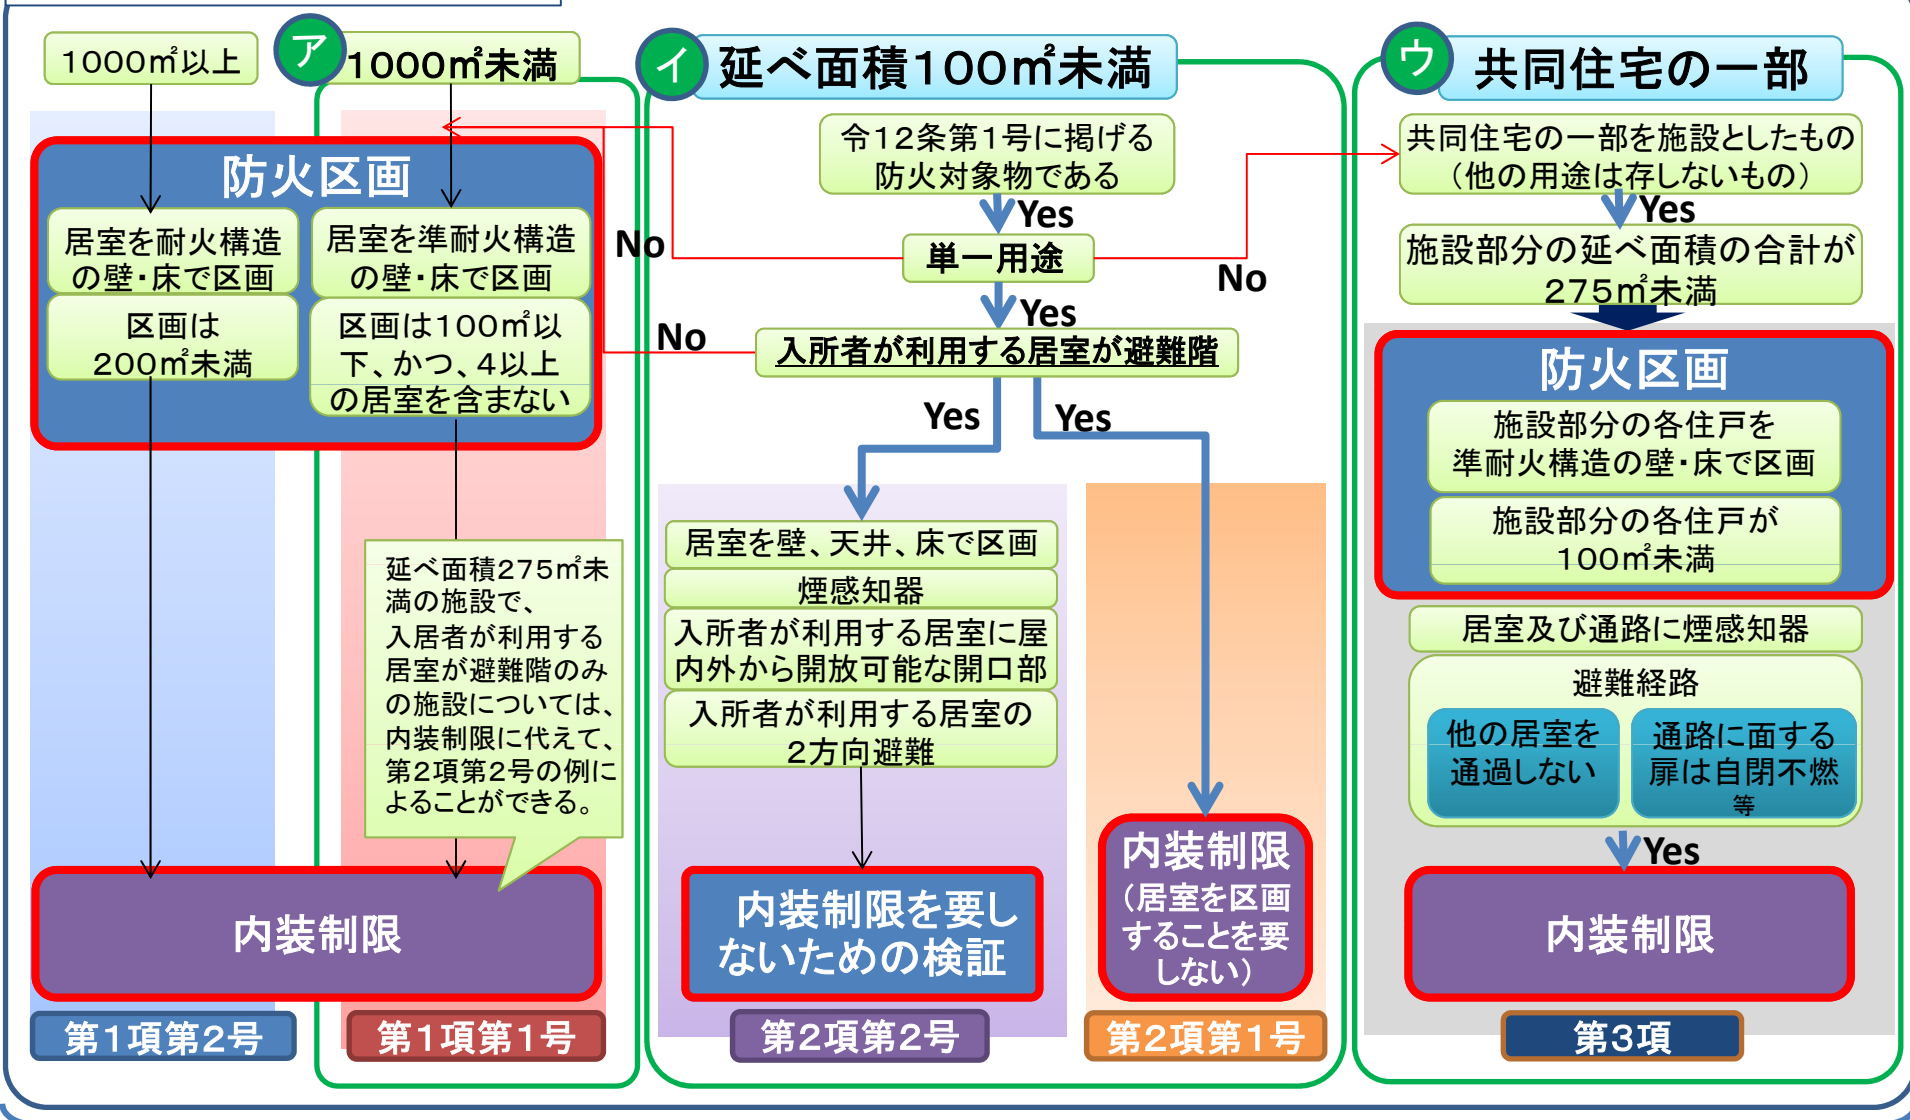 1000㎡以上
ア
1000㎡未満
防火区画
居室を耐火構造
の壁・床で区画
区画は
200㎡未満
居室を準耐火構造
の壁・床で区画
区画は100㎡以
下、かつ、4以上
の居室を含まない
延べ面積275㎡未
満の施設で、
入居者が利用する
居室が避難階のみ
の施設については、
内装制限に代えて、
第2項第2号の例に
よることができる。
内装制限
第1項第2号
第1項第1号
イ
延べ面積100㎡未満
令12条第1号に掲げる
防火対象物である
Yes
単一用途
No
No
Yes
入所者が利用する居室が避難階
No
Yes
Yes
居室を壁、天井、床で区画
煙感知器
入所者が利用する居室に屋
内外から開放可能な開口部
入所者が利用する居室の
2方向避難
内装制限を要し
ないための検証
第2項第2号
内装制限
（居室を区画
することを要
しない）
第2項第1号
ウ
共同住宅の一部
共同住宅の一部を施設としたもの
（他の用途は存しないもの）
Yes
施設部分の延べ面積の合計が
275㎡未満
防火区画
施設部分の各住戸を
準耐火構造の壁・床で区画
施設部分の各住戸が
100㎡未満
居室及び通路に煙感知器
避難経路
他の居室を
通過しない
通路に面する
扉は自閉不燃
等
Yes
内装制限
第3項